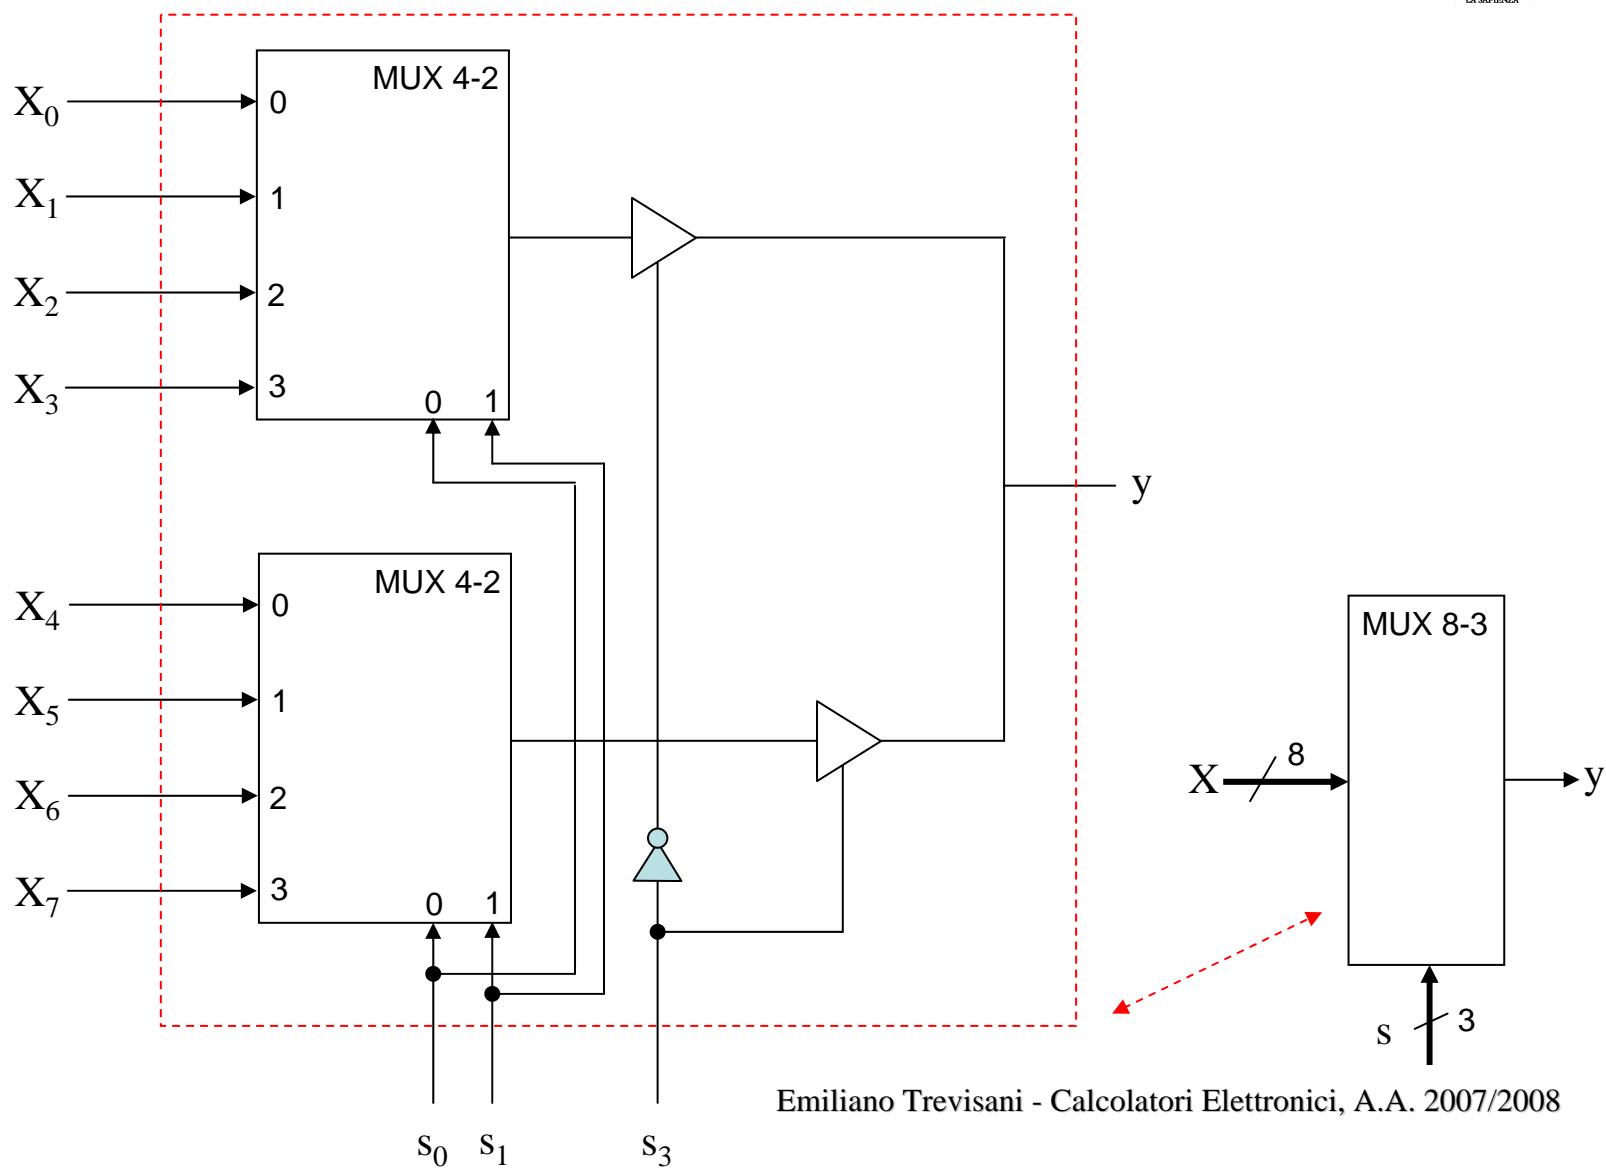 LA SAPIENZA
MUX 4-2
X0
0
X1
1
X2
2
X3
3
0 1
y
MUX 4-2
X4
0
X5
1
X6
2
X7
3
0 1
MUX 8-3
X
8
y
s
3
s0 s1 s3
Emiliano Trevisani - Calcolatori Elettronici, A.A. 2007/2008